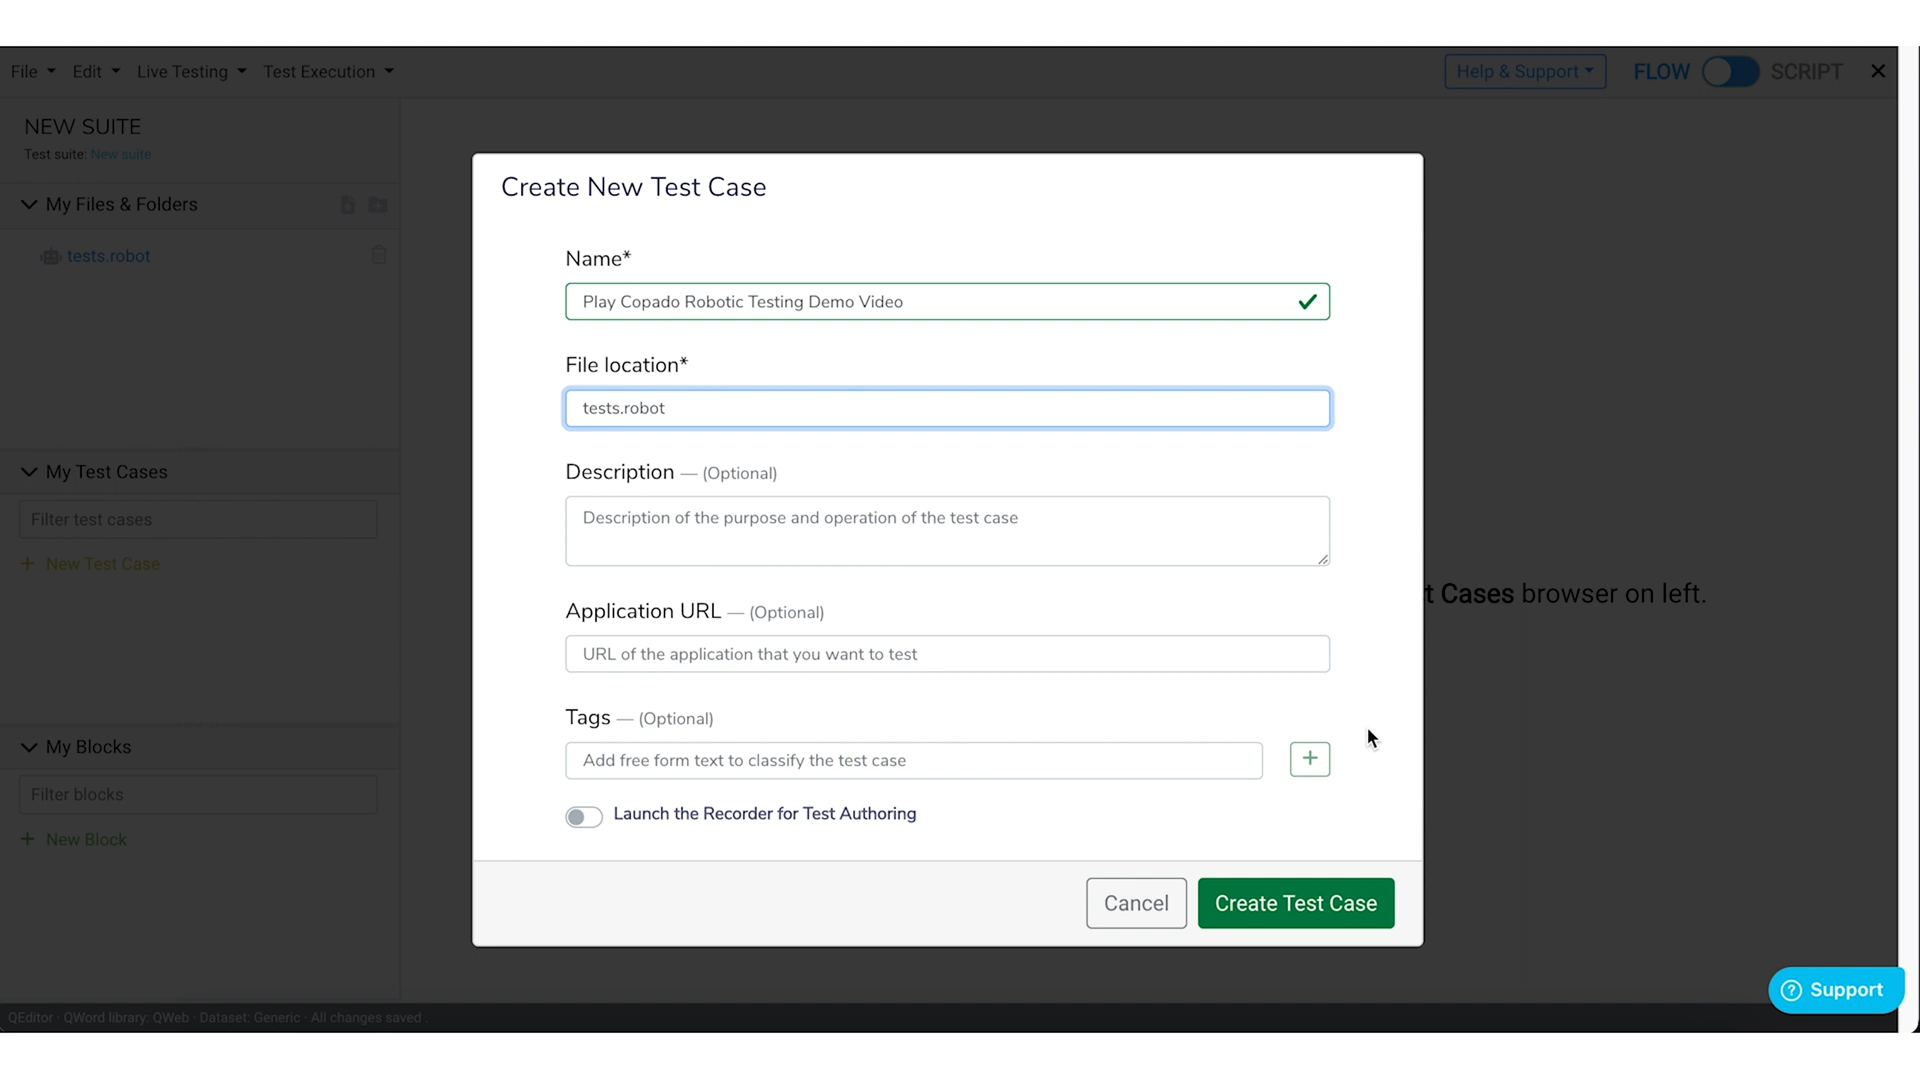 File Edit Live Testing Test Execution Help & Support FLOW SCRIPT
NEW SUITE
Test suite: New suite
My Files & Folders
tests.robot
My Test Cases
Filter test cases
+ New Test Case
My Blocks
Filter blocks
+ New Block
Create New Test Case
Name*
Play Copado Robotic Testing Demo Video
File location*
tests.robot
Description — (Optional)
Description of the purpose and operation of the test case
Application URL — (Optional)
URL of the application that you want to test
Tags — (Optional)
Add free form text to classify the test case
+
Launch the Recorder for Test Authoring
Cancel Create Test Case
t Cases browser on left.
Support
QEditor · QWord library: QWeb · Dataset: Generic · All changes saved .